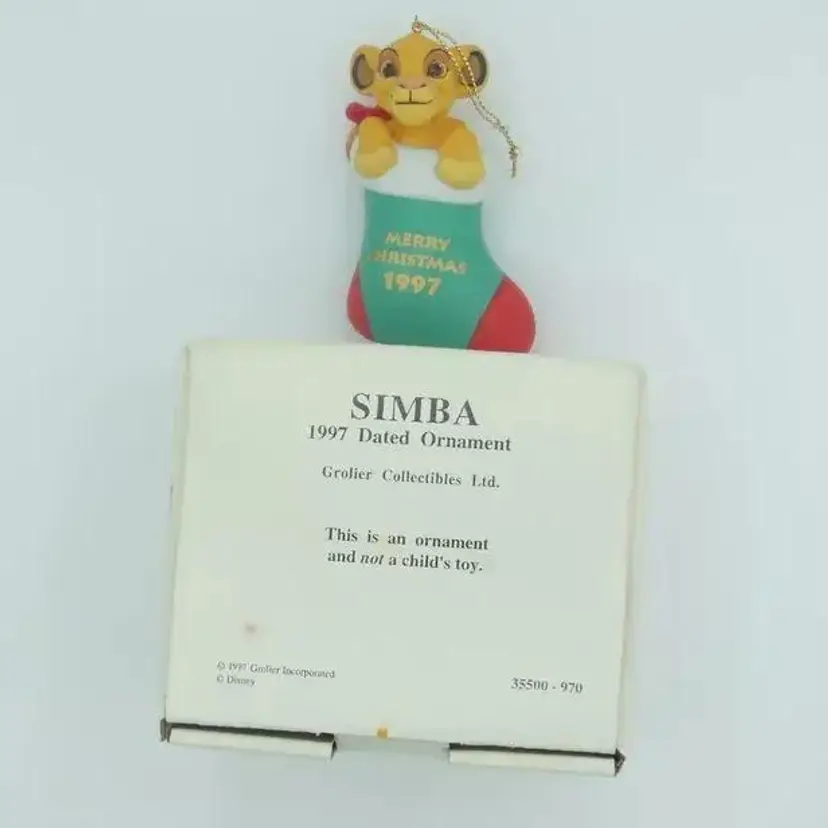 MERRY
CHRISTMAS
1997
SIMBA
1997 Dated Ornament
Grolier Collectibles Ltd.
This is an ornament
and not a child's toy.
© 1997 Grolier Incorporated
© Disney
35500 - 970